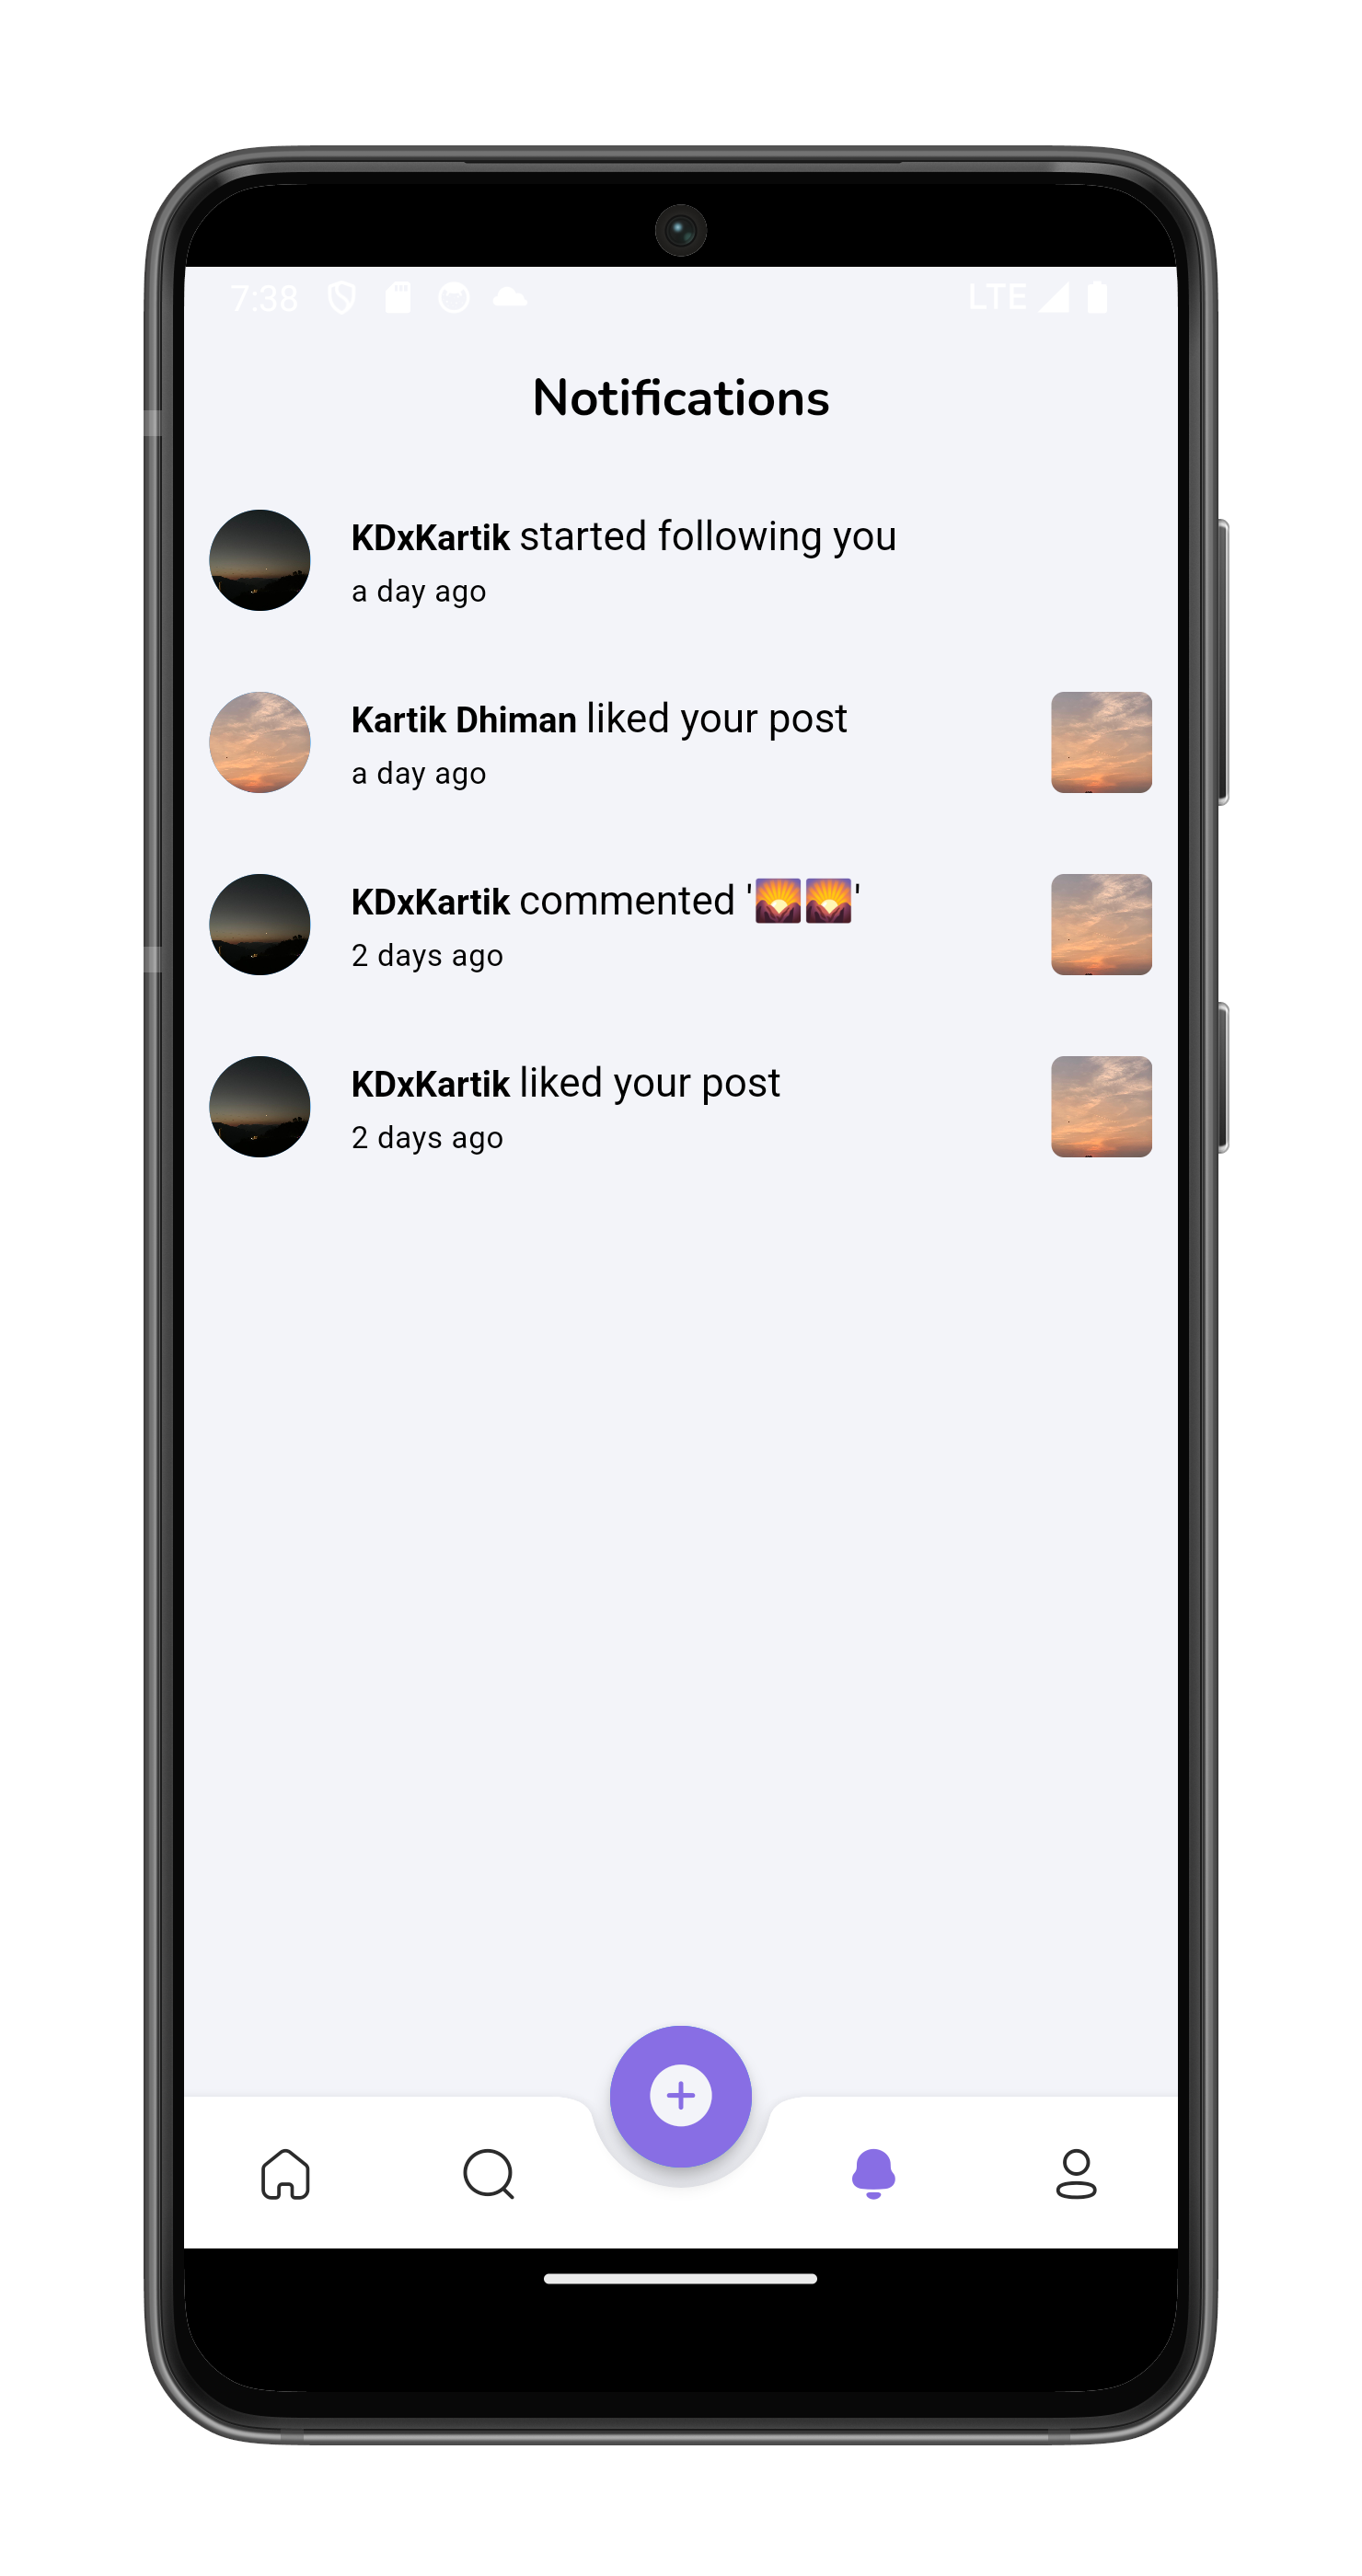 7:38 LTE
Notifications
KDxKartik started following you
a day ago
Kartik Dhiman liked your post
a day ago
KDxKartik commented '🌄🌄'
2 days ago
KDxKartik liked your post
2 days ago